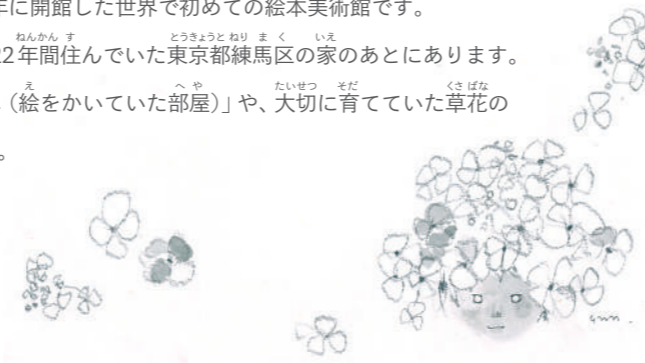 に開館した世界で初めての絵本美術館です。
22年間住んでいた東京都練馬区の家のあとにあります。
（絵をかいていた部屋）」や、大切に育てていた草花の
。